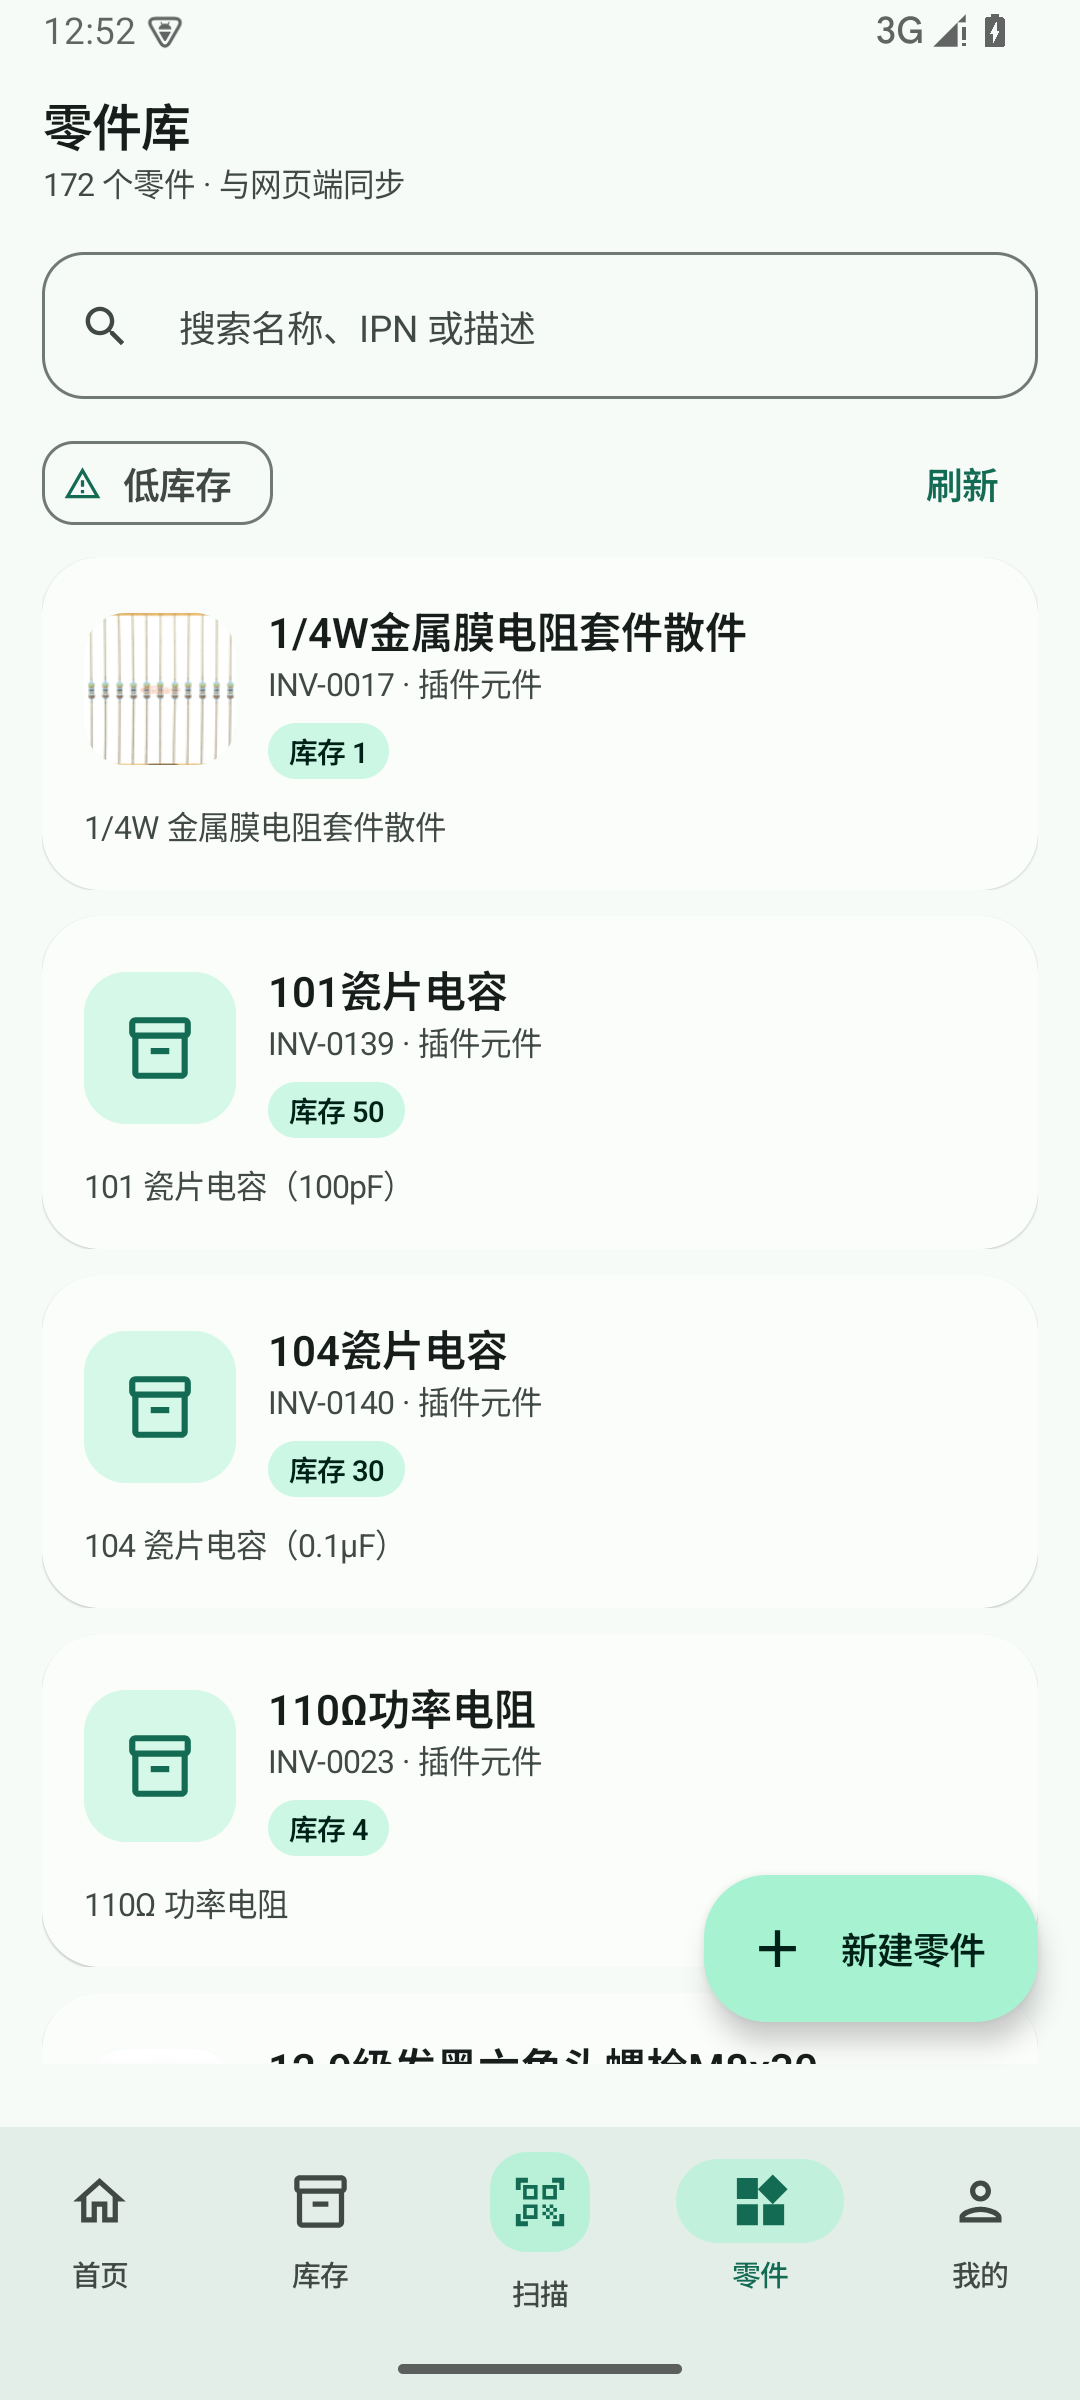 12:52
3G
零件库
172 个零件 · 与网页端同步
搜索名称、IPN 或描述
低库存
刷新
1/4W金属膜电阻套件散件
INV-0017 · 插件元件
库存 1
1/4W 金属膜电阻套件散件
101瓷片电容
INV-0139 · 插件元件
库存 50
101 瓷片电容（100pF）
104瓷片电容
INV-0140 · 插件元件
库存 30
104 瓷片电容（0.1µF）
110Ω功率电阻
INV-0023 · 插件元件
库存 4
110Ω 功率电阻
新建零件
首页
库存
扫描
零件
我的